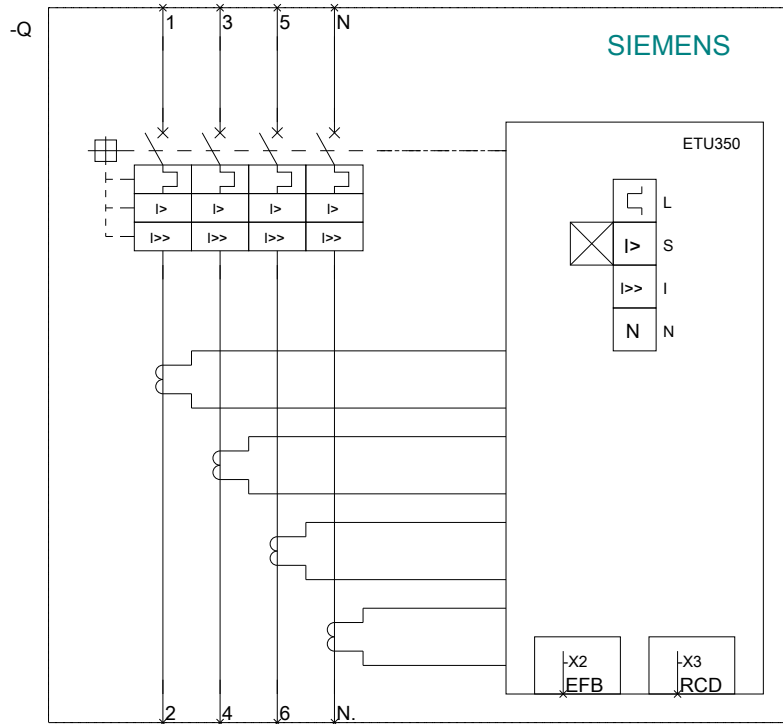 -Q
1 3 5 N
SIEMENS
ETU350
L
I> I> I> I>
I>> I>> I>> I>>
I> S
I>> I
N N
-X2 -X3
EFB RCD
2 4 6 N.